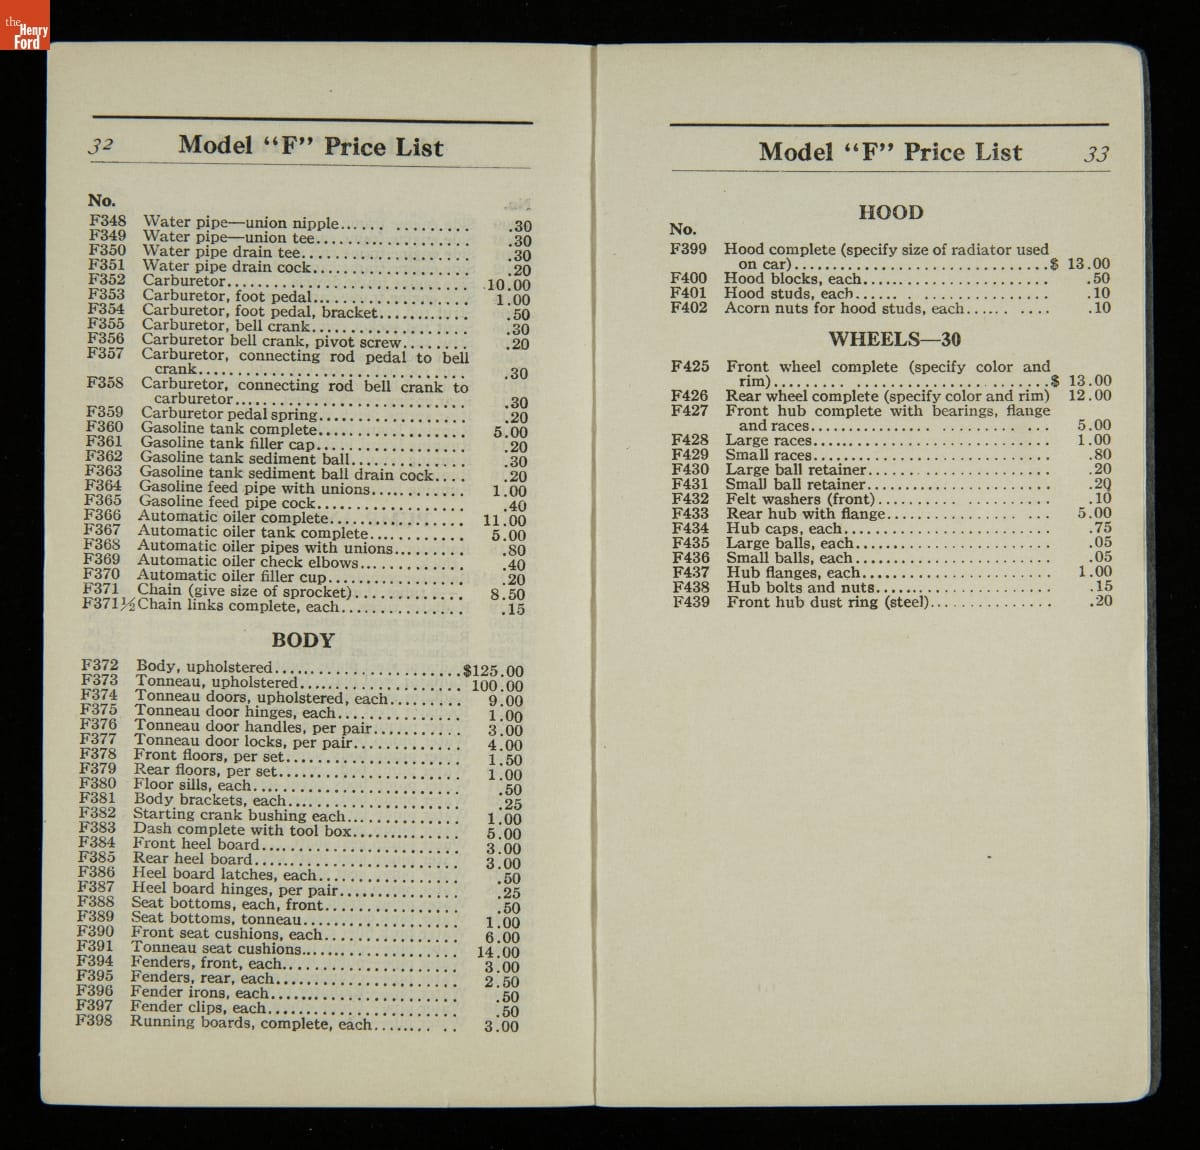 the
Henry
Ford
32 Model “F” Price List
No.
F348 Water pipe—union nipple...... .......... .30
F349 Water pipe—union tee.................... .30
F350 Water pipe drain tee...................... .30
F351 Water pipe drain cock.................... .20
F352 Carburetor............................... 10.00
F353 Carburetor, foot pedal.................... 1.00
F354 Carburetor, foot pedal, bracket............ .50
F355 Carburetor, bell crank.................... .30
F356 Carburetor bell crank, pivot screw........ .20
F357 Carburetor, connecting rod pedal to bell
crank................................... .30
F358 Carburetor, connecting rod bell crank to
carburetor.............................. .30
F359 Carburetor pedal spring................... .20
F360 Gasoline tank complete................... 5.00
F361 Gasoline tank filler cap.................... .20
F362 Gasoline tank sediment ball............... .30
F363 Gasoline tank sediment ball drain cock.... .20
F364 Gasoline feed pipe with unions............ 1.00
F365 Gasoline feed pipe cock................... .40
F366 Automatic oiler complete................. 11.00
F367 Automatic oiler tank complete............ 5.00
F368 Automatic oiler pipes with unions......... .80
F369 Automatic oiler check elbows............. .40
F370 Automatic oiler filler cup.................. .20
F371 Chain (give size of sprocket).............. 8.50
F371½ Chain links complete, each................ .15
BODY
F372 Body, upholstered........................ $125.00
F373 Tonneau, upholstered..................... 100.00
F374 Tonneau doors, upholstered, each......... 9.00
F375 Tonneau door hinges, each................ 1.00
F376 Tonneau door handles, per pair........... 3.00
F377 Tonneau door locks, per pair.............. 4.00
F378 Front floors, per set....................... 1.50
F379 Rear floors, per set........................ 1.00
F380 Floor sills, each........................... .50
F381 Body brackets, each...................... .25
F382 Starting crank bushing each.............. 1.00
F383 Dash complete with tool box.............. 5.00
F384 Front heel board.......................... 3.00
F385 Rear heel board........................... 3.00
F386 Heel board latches, each.................. .50
F387 Heel board hinges, per pair............... .25
F388 Seat bottoms, each, front................. .50
F389 Seat bottoms, tonneau.................... 1.00
F390 Front seat cushions, each................. 6.00
F391 Tonneau seat cushions.................... 14.00
F394 Fenders, front, each....................... 3.00
F395 Fenders, rear, each........................ 2.50
F396 Fender irons, each........................ .50
F397 Fender clips, each......................... .50
F398 Running boards, complete, each........ . . 3.00
Model “F” Price List 33
HOOD
No.
F399 Hood complete (specify size of radiator used
on car)................................. $ 13.00
F400 Hood blocks, each........................ .50
F401 Hood studs, each...... . ................ .10
F402 Acorn nuts for hood studs, each...... .... .10
WHEELS—30
F425 Front wheel complete (specify color and
rim).... .............................. $ 13.00
F426 Rear wheel complete (specify color and rim) 12.00
F427 Front hub complete with bearings, flange
and races................ .......... ... 5.00
F428 Large races............................... 1.00
F429 Small races............................... .80
F430 Large ball retainer........................ .20
F431 Small ball retainer........................ .20
F432 Felt washers (front)....................... .10
F433 Rear hub with flange................. ... 5.00
F434 Hub caps, each........................... .75
F435 Large balls, each......................... .05
F436 Small balls, each......................... .05
F437 Hub flanges, each........................ 1.00
F438 Hub bolts and nuts....................... .15
F439 Front hub dust ring (steel)................ .20